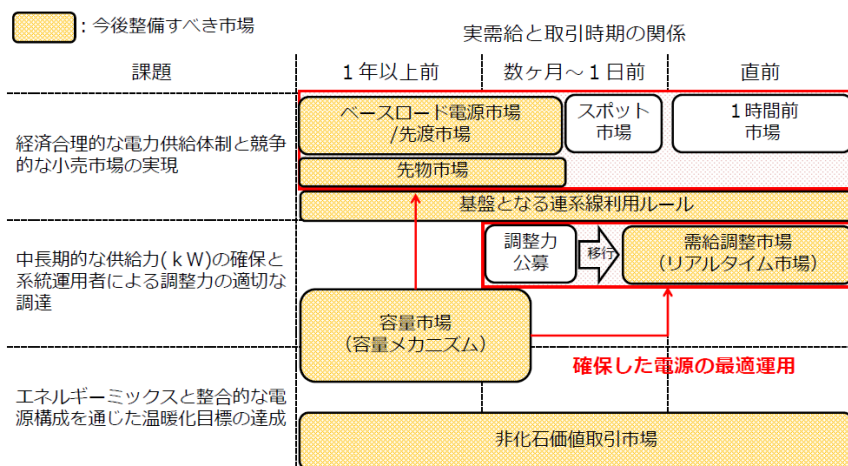 ：今後整備すべき市場
実需給と取引時期の関係
課題
１年以上前
数ヶ月～１日前
直前
経済合理的な電力供給体制と競争
的な小売市場の実現
ベースロード電源市場
/先渡市場
スポット
市場
１時間前
市場
先物市場
基盤となる連系線利用ルール
中長期的な供給力(ｋW)の確保と
系統運用者による調整力の適切な
調達
調整力
公募
移行
需給調整市場
（リアルタイム市場）
容量市場
（容量メカニズム）
確保した電源の最適運用
エネルギーミックスと整合的な電
源構成を通じた温暖化目標の達成
非化石価値取引市場